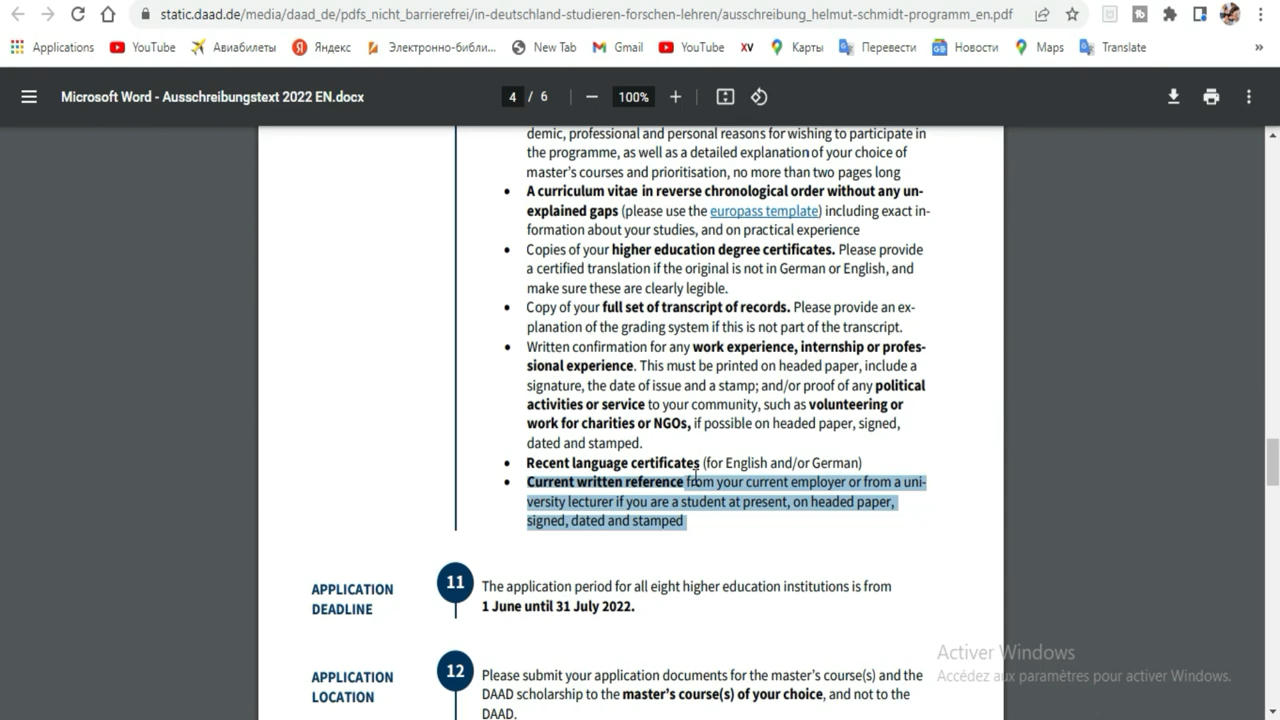 static.daad.de/media/daad_de/pdfs_nicht_barrierefrei/in-deutschland-studieren-forschen-lehren/ausschreibung_helmut-schmidt-programm_en.pdf
Applications YouTube Авиабилеты Яндекс Электронно-библи... New Tab Gmail YouTube XV Карты Перевести Новости Maps Translate »
Microsoft Word - Ausschreibungstext 2022 EN.docx 4 / 6 − 100% +
demic, professional and personal reasons for wishing to participate in
the programme, as well as a detailed explanation of your choice of
master's courses and prioritisation, no more than two pages long
• A curriculum vitae in reverse chronological order without any un-
explained gaps (please use the europass template) including exact in-
formation about your studies, and on practical experience
• Copies of your higher education degree certificates. Please provide
a certified translation if the original is not in German or English, and
make sure these are clearly legible.
• Copy of your full set of transcript of records. Please provide an ex-
planation of the grading system if this is not part of the transcript.
• Written confirmation for any work experience, internship or profes-
sional experience. This must be printed on headed paper, include a
signature, the date of issue and a stamp; and/or proof of any political
activities or service to your community, such as volunteering or
work for charities or NGOs, if possible on headed paper, signed,
dated and stamped.
• Recent language certificates (for English and/or German)
• Current written reference from your current employer or from a uni-
versity lecturer if you are a student at present, on headed paper,
signed, dated and stamped
APPLICATION
DEADLINE
11
The application period for all eight higher education institutions is from
1 June until 31 July 2022.
APPLICATION
LOCATION
12
Please submit your application documents for the master's course(s) and the
DAAD scholarship to the master's course(s) of your choice, and not to the
DAAD.
Activer Windows
Accédez aux paramètres pour activer Windows.